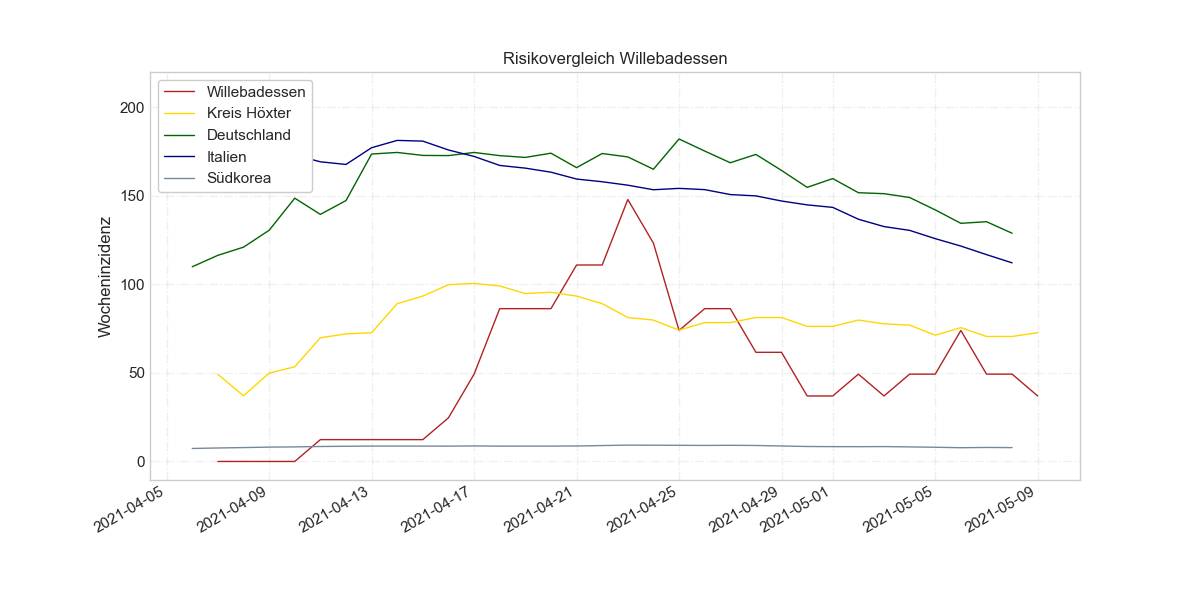 Risikovergleich Willebadessen
Willebadessen
Kreis Höxter
Deutschland
Italien
Südkorea
Wocheninzidenz
200
150
100
50
0
2021-04-05
2021-04-09
2021-04-13
2021-04-17
2021-04-21
2021-04-25
2021-04-29
2021-05-01
2021-05-05
2021-05-09